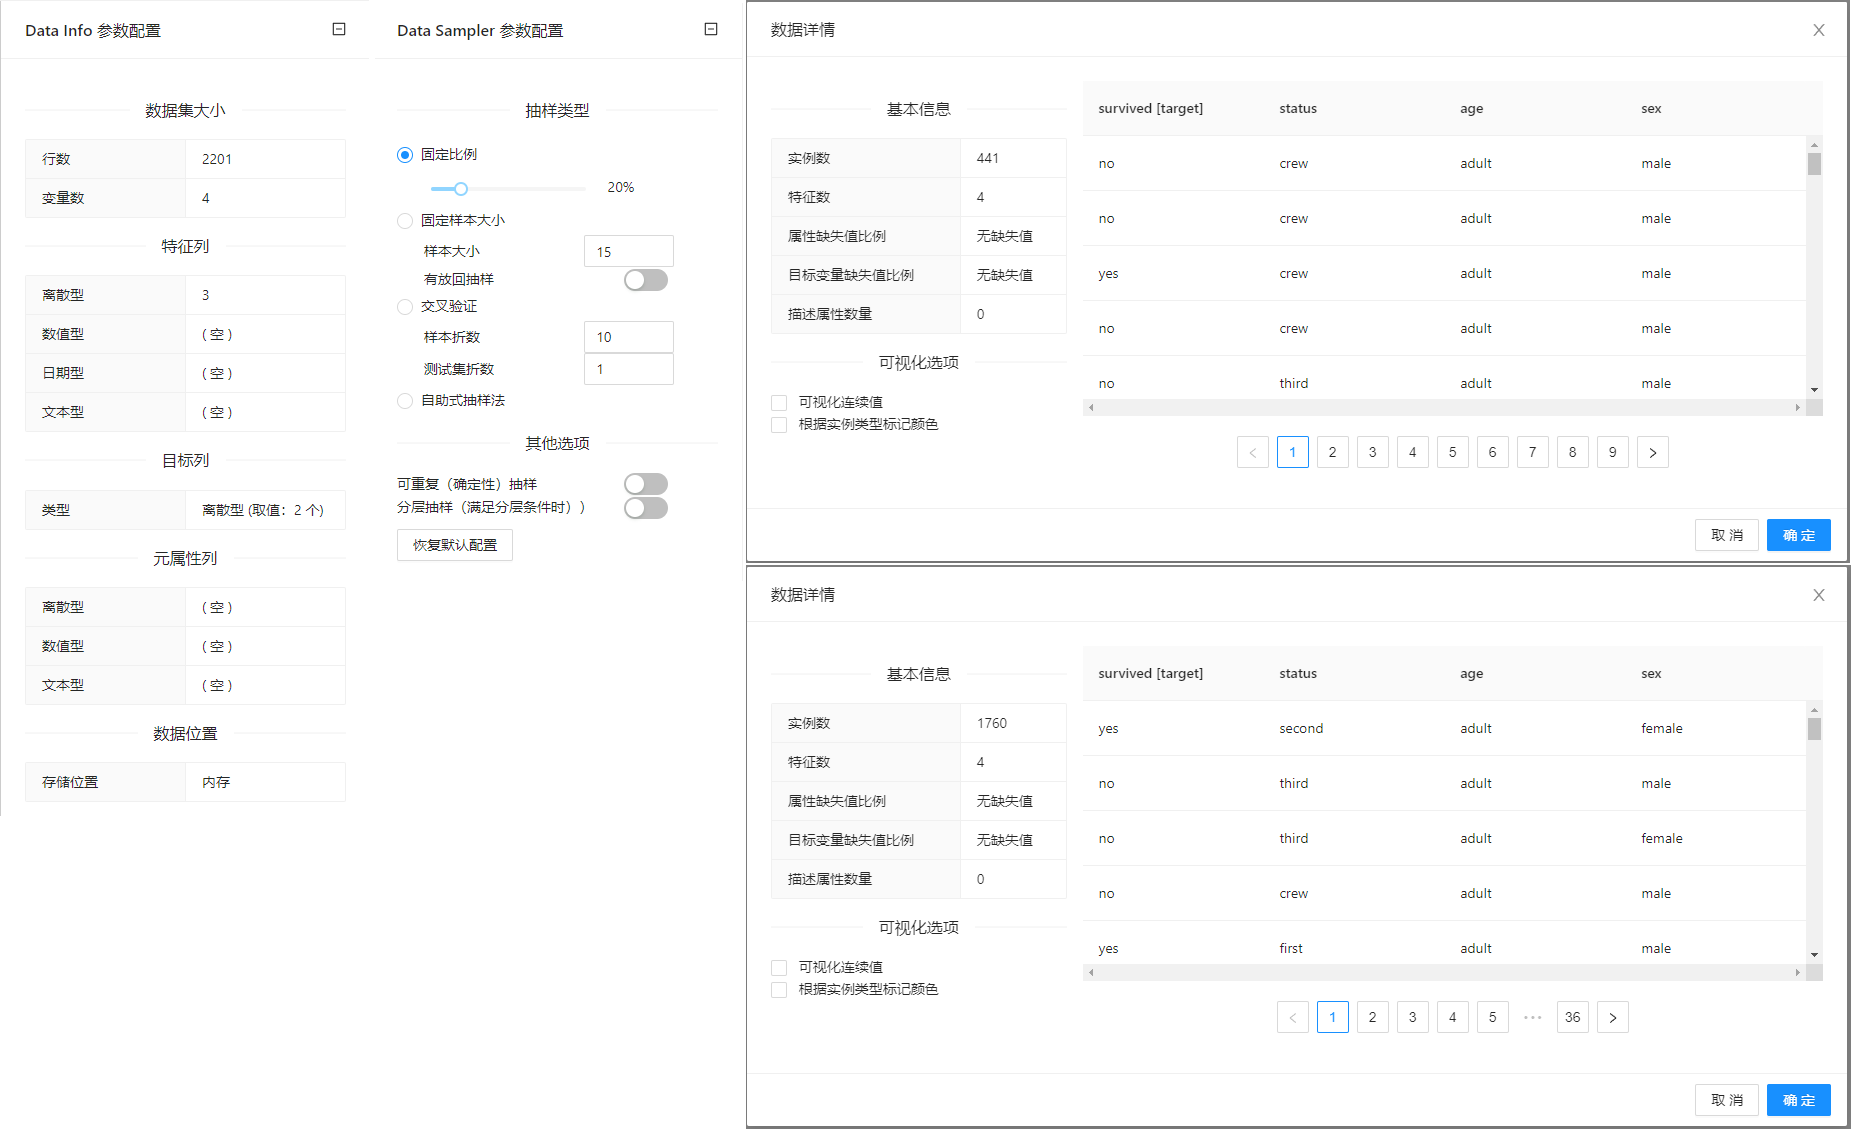 Data Info 参数配置
数据集大小
行数 2201
变量数 4
特征列
离散型 3
数值型 ( 空 )
日期型 ( 空 )
文本型 ( 空 )
目标列
类型 离散型 (取值：2 个)
元属性列
离散型 ( 空 )
数值型 ( 空 )
文本型 ( 空 )
数据位置
存储位置 内存
Data Sampler 参数配置
抽样类型
固定比例
20%
固定样本大小
样本大小 15
有放回抽样
交叉验证
样本折数 10
测试集折数 1
自助式抽样法
其他选项
可重复（确定性）抽样
分层抽样（满足分层条件时））
恢复默认配置
数据详情
基本信息
实例数 441
特征数 4
属性缺失值比例 无缺失值
目标变量缺失值比例 无缺失值
描述属性数量 0
可视化选项
可视化连续值
根据实例类型标记颜色
survived [target] status age sex
no crew adult male
no crew adult male
yes crew adult male
no crew adult male
no third adult male
< 1 2 3 4 5 6 7 8 9 >
取 消 确 定
数据详情
基本信息
实例数 1760
特征数 4
属性缺失值比例 无缺失值
目标变量缺失值比例 无缺失值
描述属性数量 0
可视化选项
可视化连续值
根据实例类型标记颜色
survived [target] status age sex
yes second adult female
no third adult male
no third adult female
no crew adult male
yes first adult male
< 1 2 3 4 5 ••• 36 >
取 消 确 定